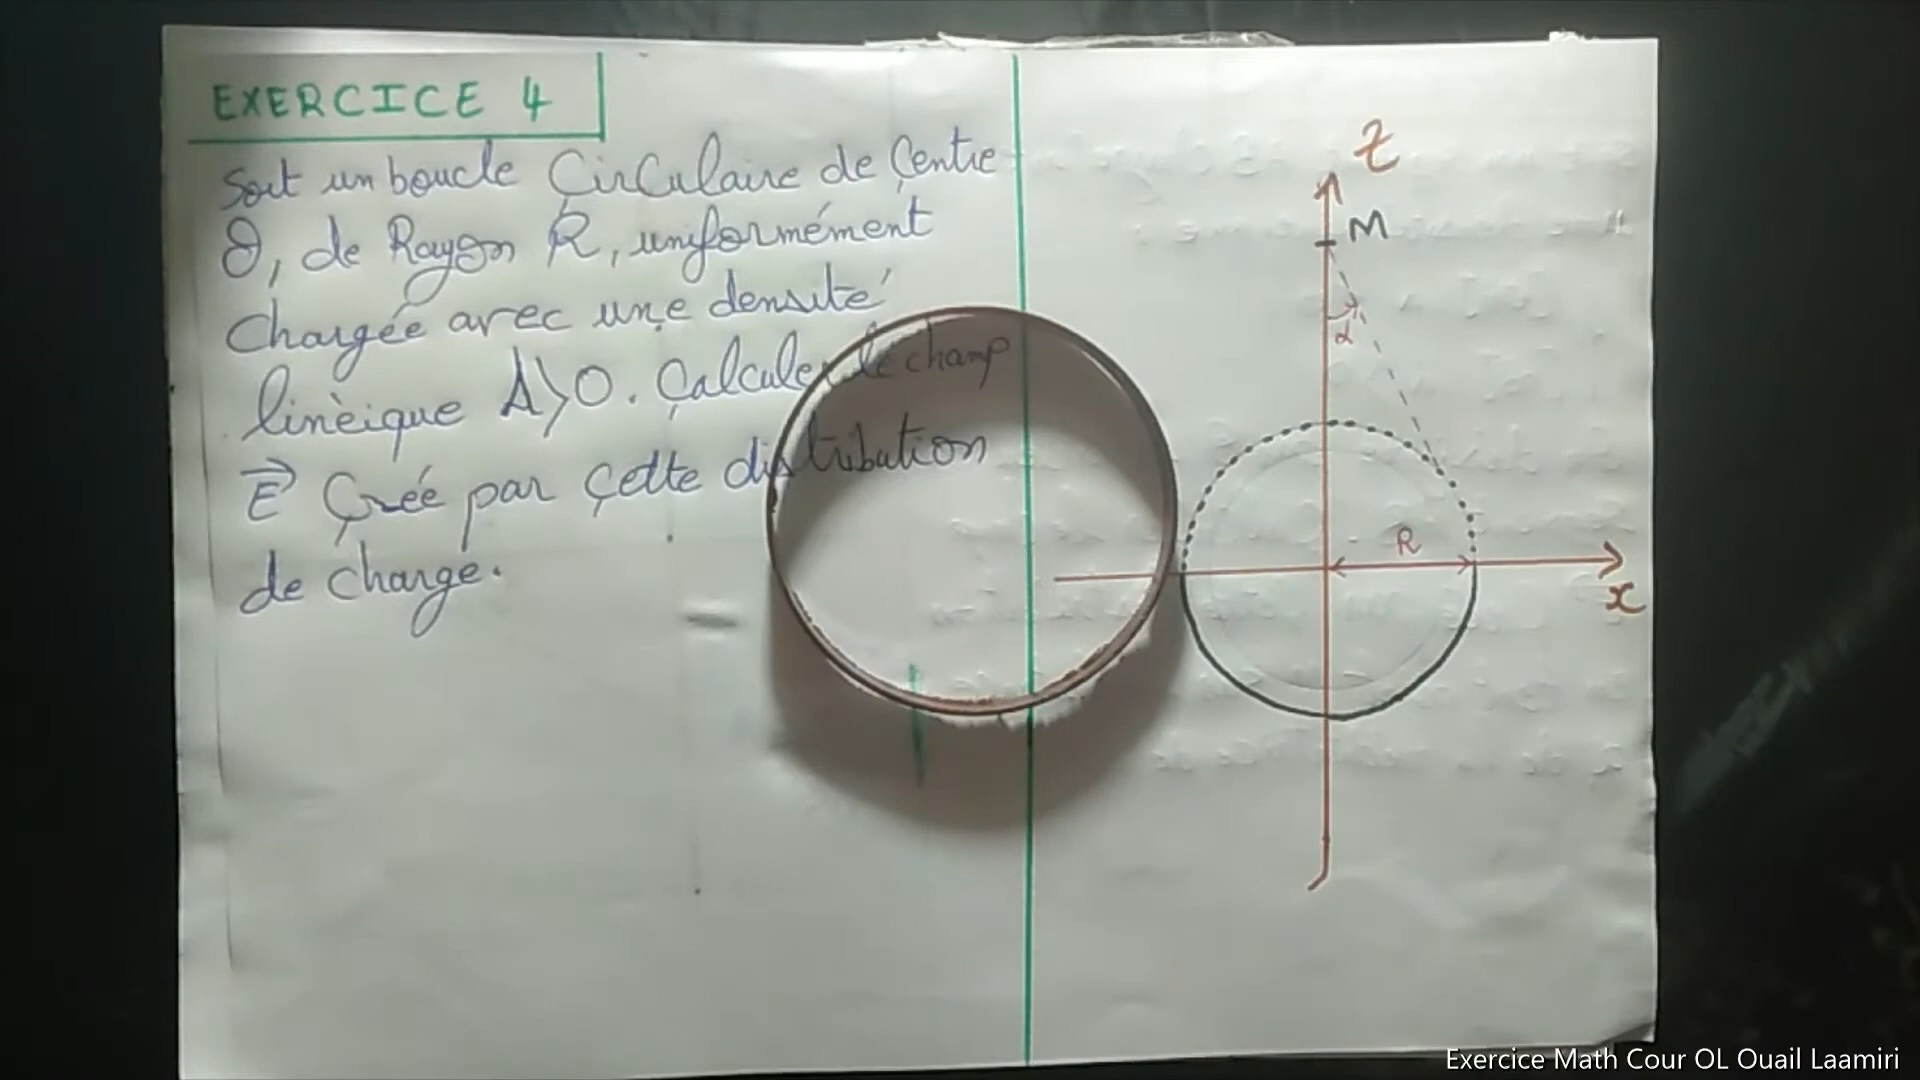 EXERCICE 4
Soit un boucle Circulaire de Centre
O, de Rayon R, uniformément
Chargée avec une densité
linèique λ>0. Calculer le champ
E Créé par Cette distribution
de charge.
z
M
α
R
x
Exercice Math Cour OL Ouail Laamiri